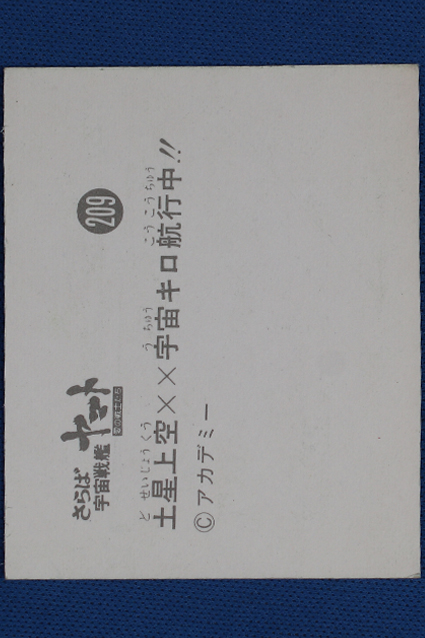 さらば
宇宙戦艦
ヤマト
愛の戦士たち
209
どせいじょうくう うちゅう こうこうちゅう
土星上空××宇宙キロ航行中!!
©アカデミー